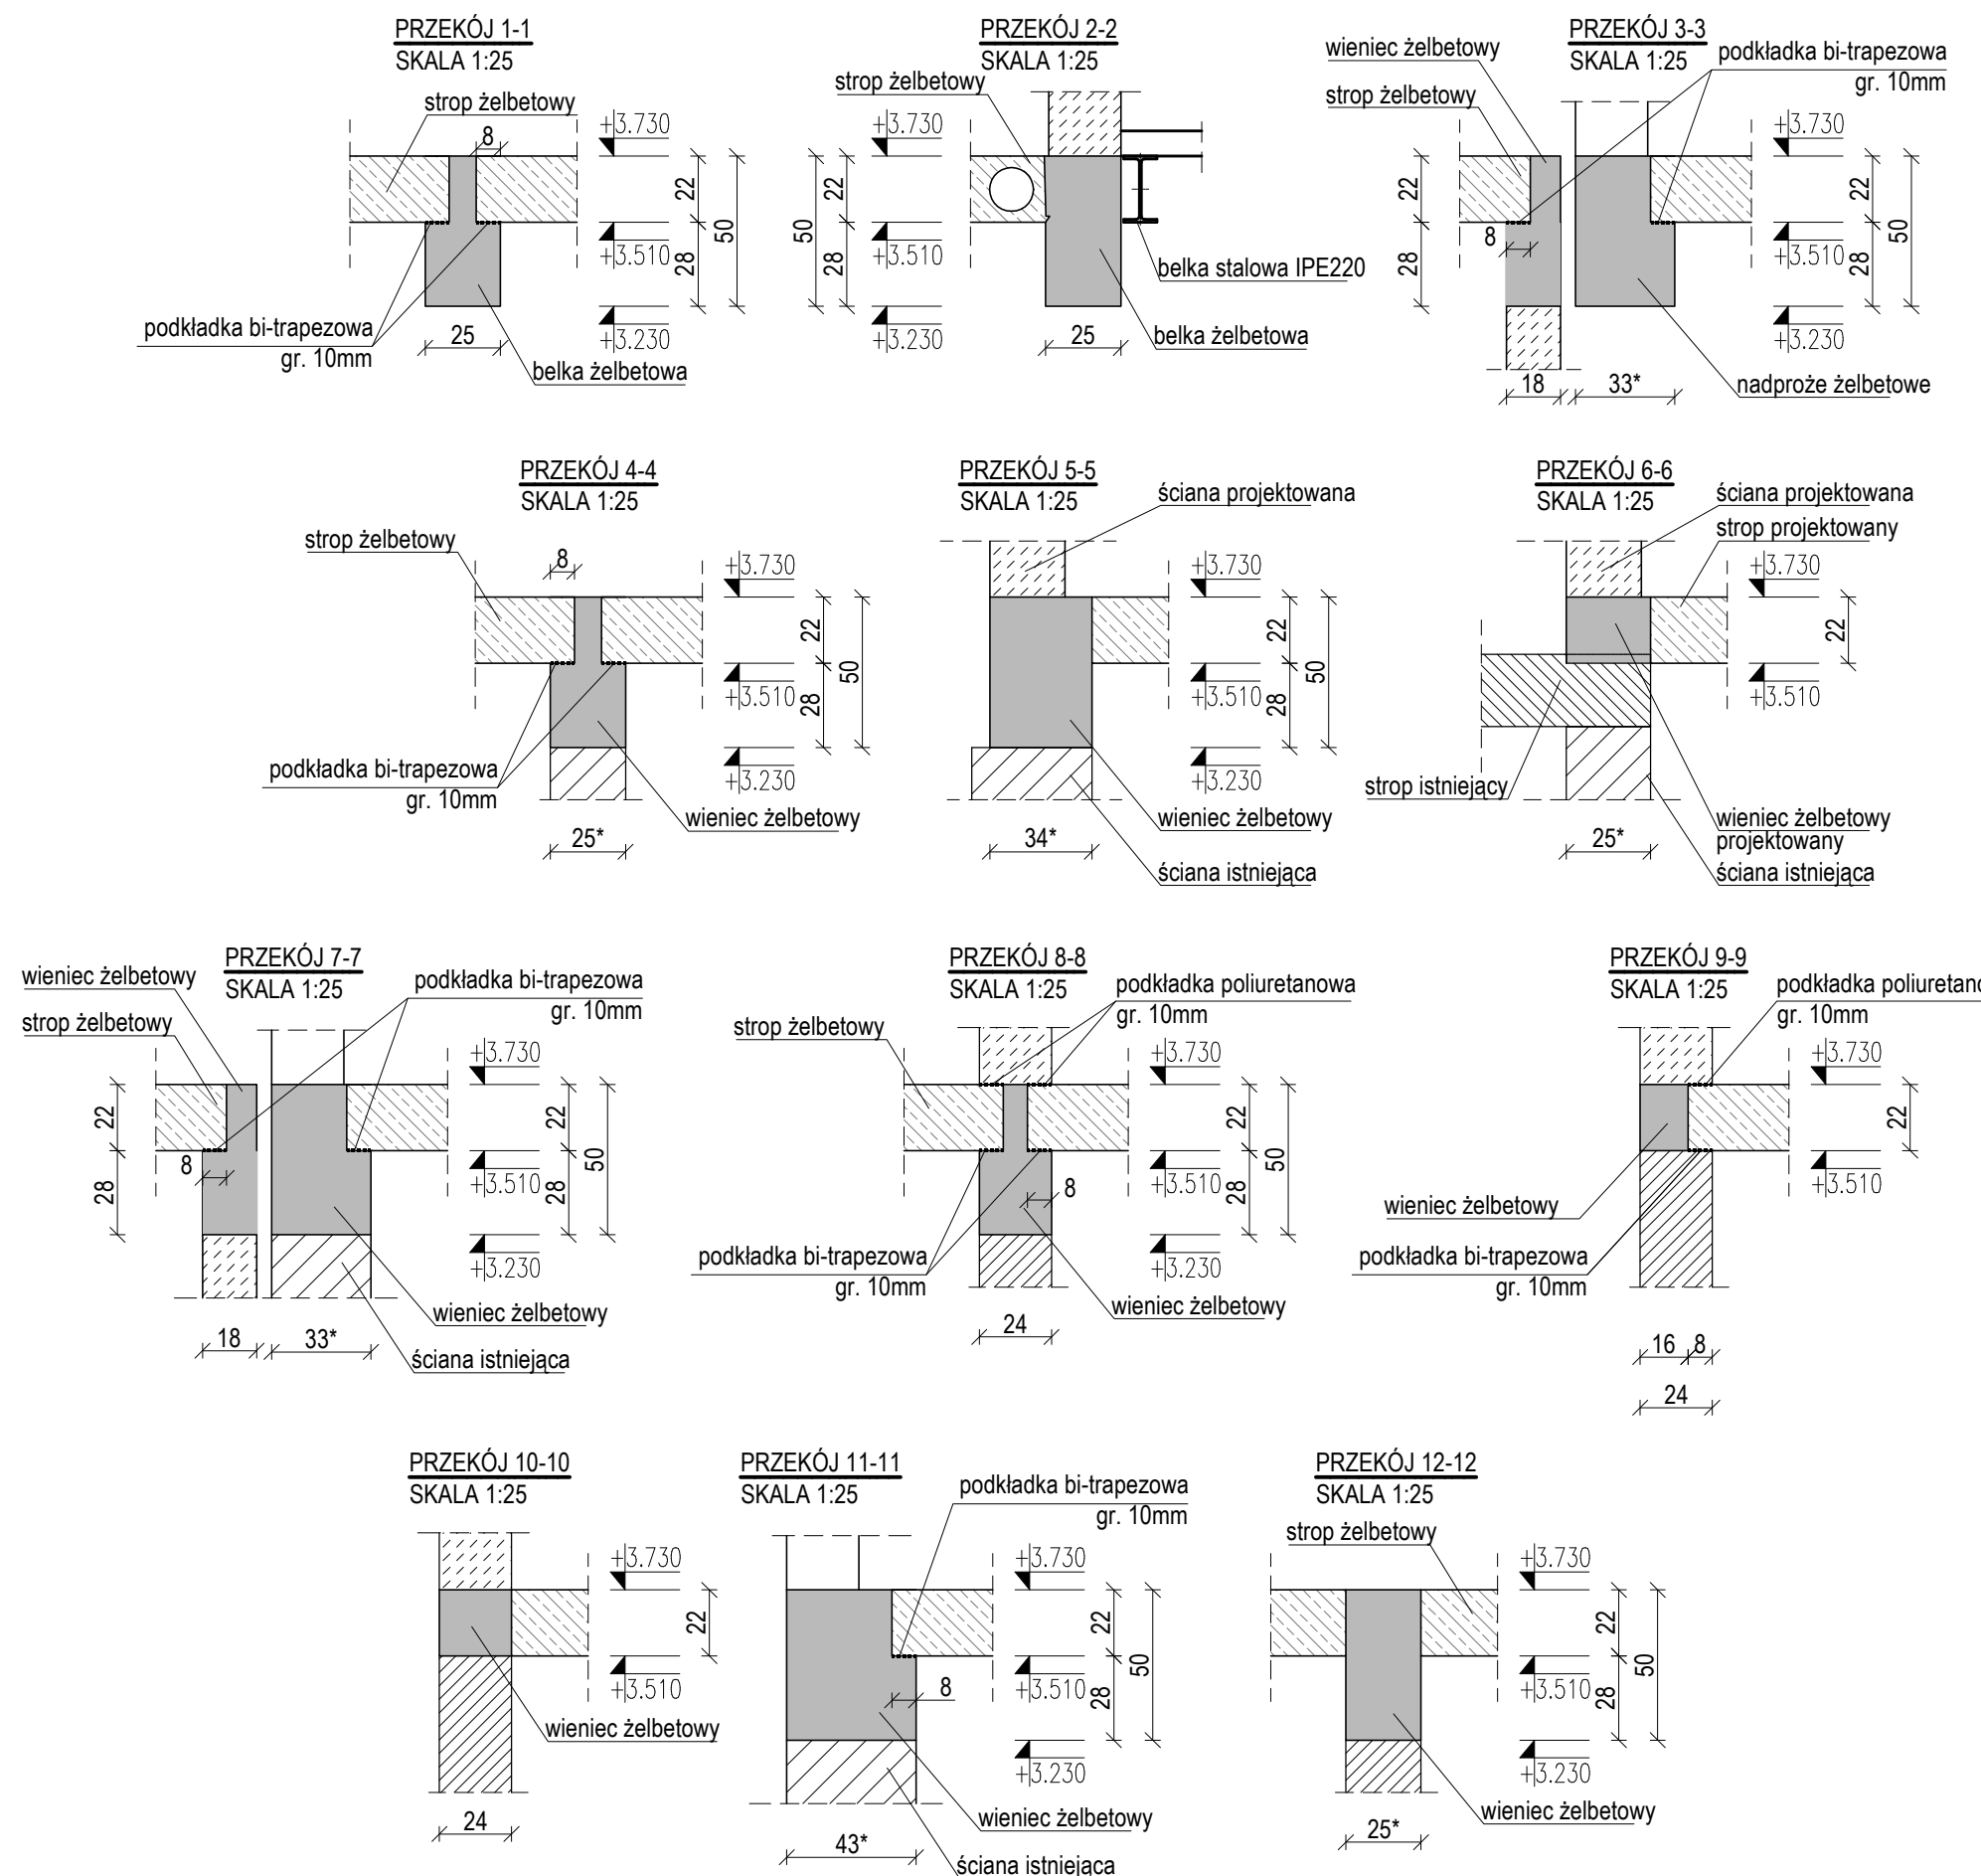 PRZEKÓJ 1-1
SKALA 1:25
strop żelbetowy
8
+3.730
22
50
+3.510
28
podkładka bi-trapezowa
gr. 10mm
+3.230
25
belka żelbetowa
PRZEKÓJ 2-2
SKALA 1:25
strop żelbetowy
+3.730
22
50
+3.510
28
belka stalowa IPE220
+3.230
25
belka żelbetowa
PRZEKÓJ 3-3
SKALA 1:25
wieniec żelbetowy
podkładka bi-trapezowa
gr. 10mm
strop żelbetowy
+3.730
22
22
50
8
+3.510
28
28
+3.230
18
33*
nadproże żelbetowe
PRZEKÓJ 4-4
SKALA 1:25
strop żelbetowy
8
+3.730
22
50
+3.510
28
podkładka bi-trapezowa
gr. 10mm
+3.230
wieniec żelbetowy
25*
PRZEKÓJ 5-5
SKALA 1:25
ściana projektowana
+3.730
22
50
+3.510
28
+3.230
wieniec żelbetowy
34*
ściana istniejąca
PRZEKÓJ 6-6
SKALA 1:25
ściana projektowana
strop projektowany
+3.730
22
+3.510
strop istniejący
wieniec żelbetowy
projektowany
25*
ściana istniejąca
PRZEKÓJ 7-7
SKALA 1:25
wieniec żelbetowy
podkładka bi-trapezowa
gr. 10mm
strop żelbetowy
+3.730
22
22
50
8
+3.510
28
28
+3.230
wieniec żelbetowy
18
33*
ściana istniejąca
PRZEKÓJ 8-8
SKALA 1:25
podkładka poliuretanowa
gr. 10mm
strop żelbetowy
+3.730
22
50
8
+3.510
28
podkładka bi-trapezowa
gr. 10mm
+3.230
wieniec żelbetowy
24
PRZEKÓJ 9-9
SKALA 1:25
podkładka
gr. 10mm
+3.730
22
+3.510
wieniec żelbetowy
podkładka bi-trapezowa
gr. 10mm
16
8
24
PRZEKÓJ 10-10
SKALA 1:25
+3.730
22
+3.510
wieniec żelbetowy
24
PRZEKÓJ 11-11
SKALA 1:25
podkładka bi-trapezowa
gr. 10mm
+3.730
22
50
8
+3.510
28
+3.230
wieniec żelbetowy
43*
ściana istniejąca
PRZEKÓJ 12-12
SKALA 1:25
strop żelbetowy
+3.730
22
50
+3.510
28
+3.230
wieniec żelbetowy
25*